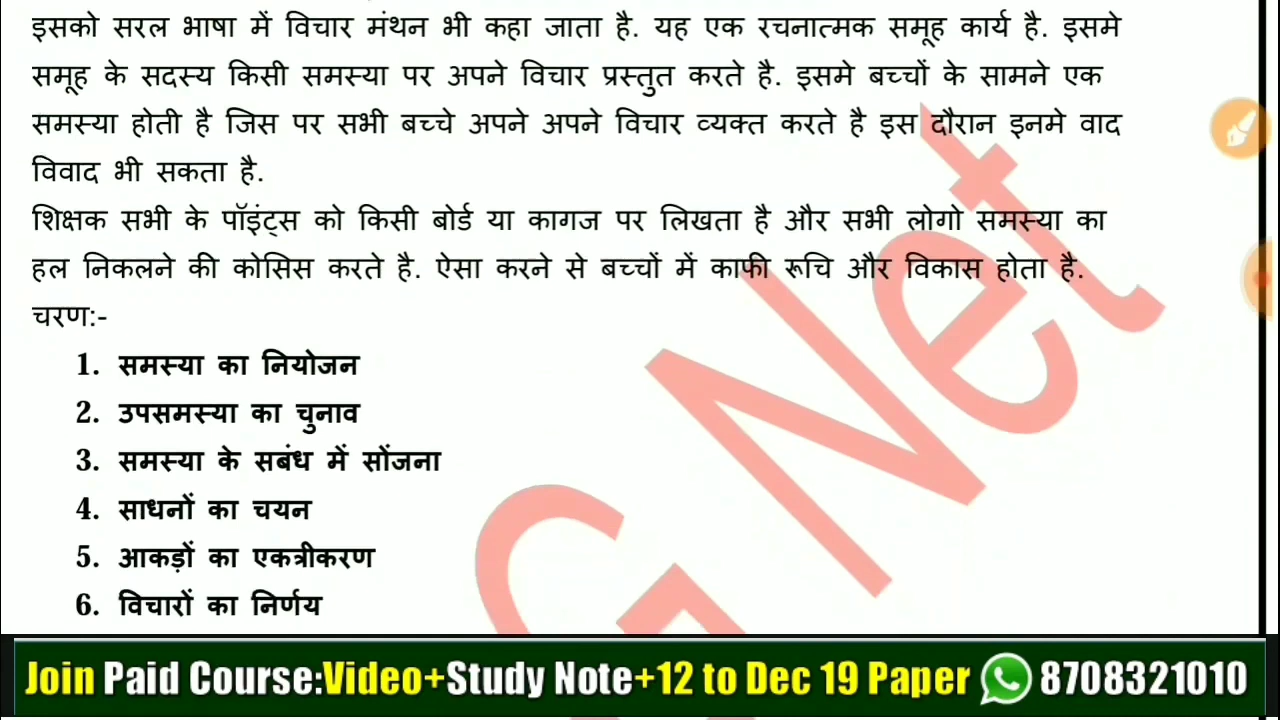 इसको सरल भाषा में विचार मंथन भी कहा जाता है. यह एक रचनात्मक समूह कार्य है. इसमे
समूह के सदस्य किसी समस्या पर अपने विचार प्रस्तुत करते है. इसमे बच्चों के सामने एक
समस्या होती है जिस पर सभी बच्चे अपने अपने विचार व्यक्त करते है इस दौरान इनमे वाद
विवाद भी सकता है.
शिक्षक सभी के पॉइंट्स को किसी बोर्ड या कागज पर लिखता है और सभी लोगो समस्या का
हल निकलने की कोसिस करते है. ऐसा करने से बच्चों में काफी रूचि और विकास होता है.
चरण:-
1. समस्या का नियोजन
2. उपसमस्या का चुनाव
3. समस्या के सबंध में सोंजना
4. साधनों का चयन
5. आकड़ों का एकत्रीकरण
6. विचारों का निर्णय
G Net
Join Paid Course:Video+Study Note+12 to Dec 19 Paper 8708321010